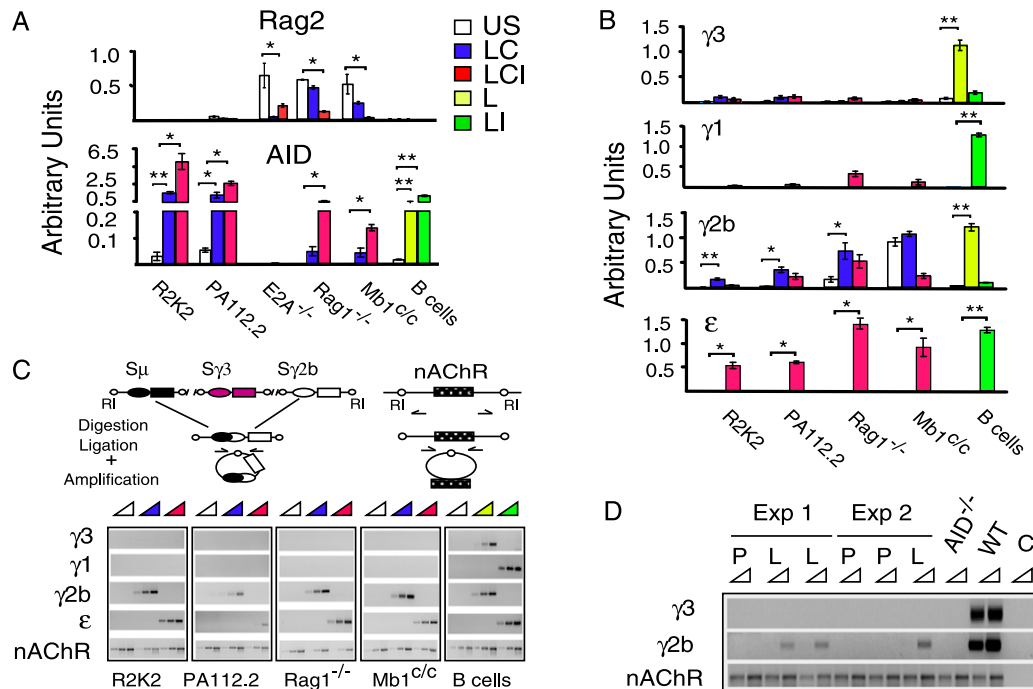 A
Rag2
US
LC
LCI
L
LI
1.0
0.5
*
*
*
Arbitrary Units
AID
6.5
2.5
0.5
0.2
0.1
**
*
*
*
*
*
**
**
R2K2
PA112.2
E2A-/-
Rag1-/-
Mb1c/c
B cells
B
Arbitrary Units
γ3
1.5
1.0
0.5
**
γ1
1.5
1.0
0.5
**
γ2b
1.5
1.0
0.5
**
*
*
**
ε
1.5
1.0
0.5
*
*
*
*
**
R2K2
PA112.2
Rag1-/-
Mb1c/c
B cells
C
Sμ
Sγ3
Sγ2b
nAChR
RI
RI
RI
RI
Digestion
Ligation
+
Amplification
γ3
γ1
γ2b
ε
nAChR
R2K2
PA112.2
Rag1-/-
Mb1c/c
B cells
D
Exp 1
Exp 2
AID-/-
WT
C
P
L
L
P
P
L
γ3
γ2b
nAChR